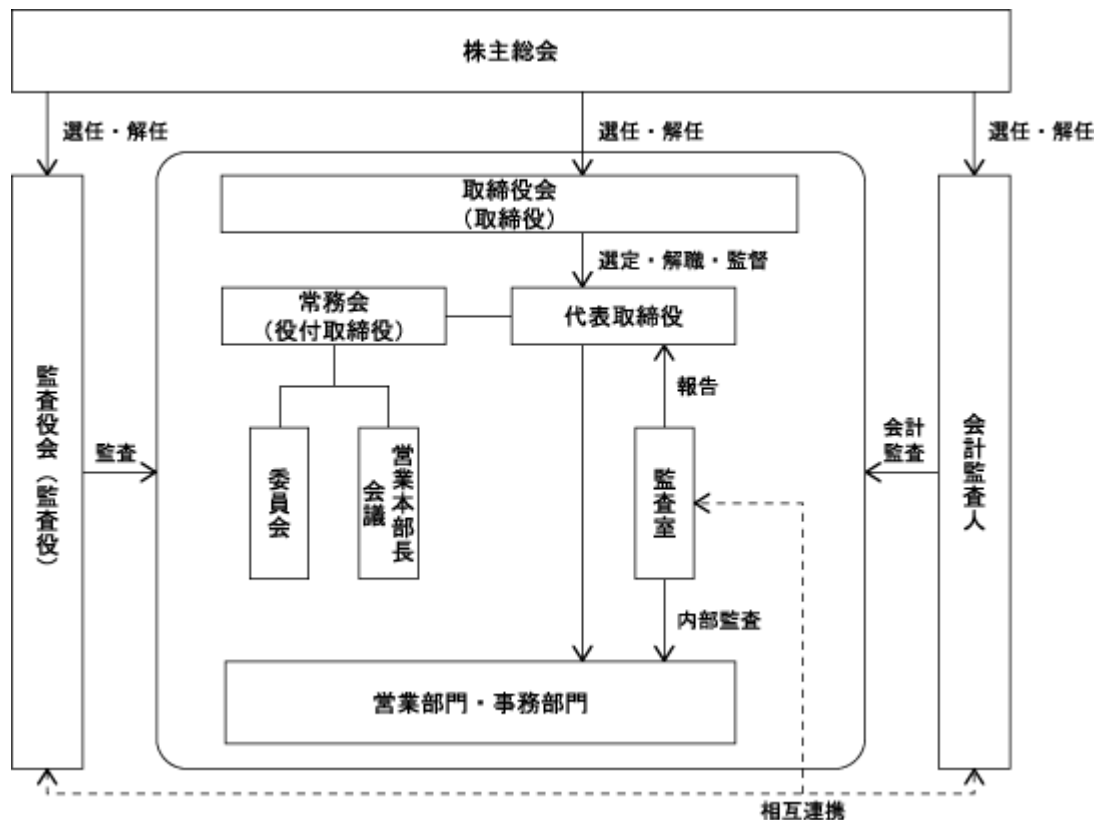 株主総会
選任・解任
選任・解任
選任・解任
取締役会
（取締役）
選定・解職・監督
常務会
（役付取締役）
代表取締役
報告
監査役会（監査役）
監査
委員会
営業本部長
会議
監査室
会計
監査
会計監査人
内部監査
営業部門・事務部門
相互連携